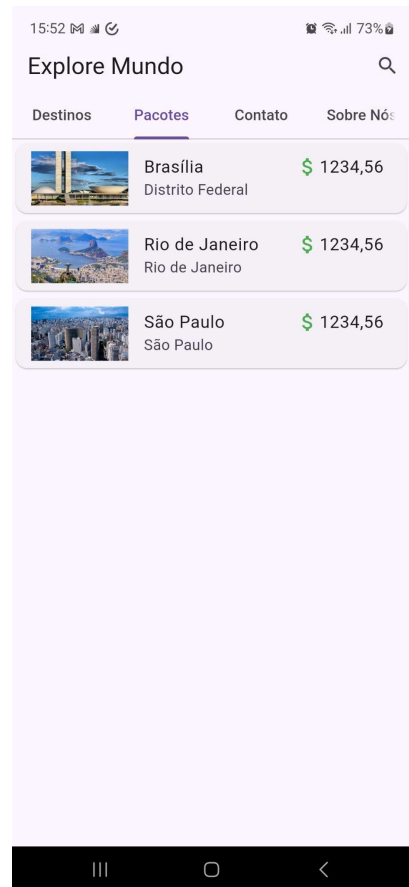 15:52 73%
Explore Mundo
Destinos Pacotes Contato Sobre Nós
Brasília $ 1234,56
Distrito Federal
Rio de Janeiro $ 1234,56
Rio de Janeiro
São Paulo $ 1234,56
São Paulo